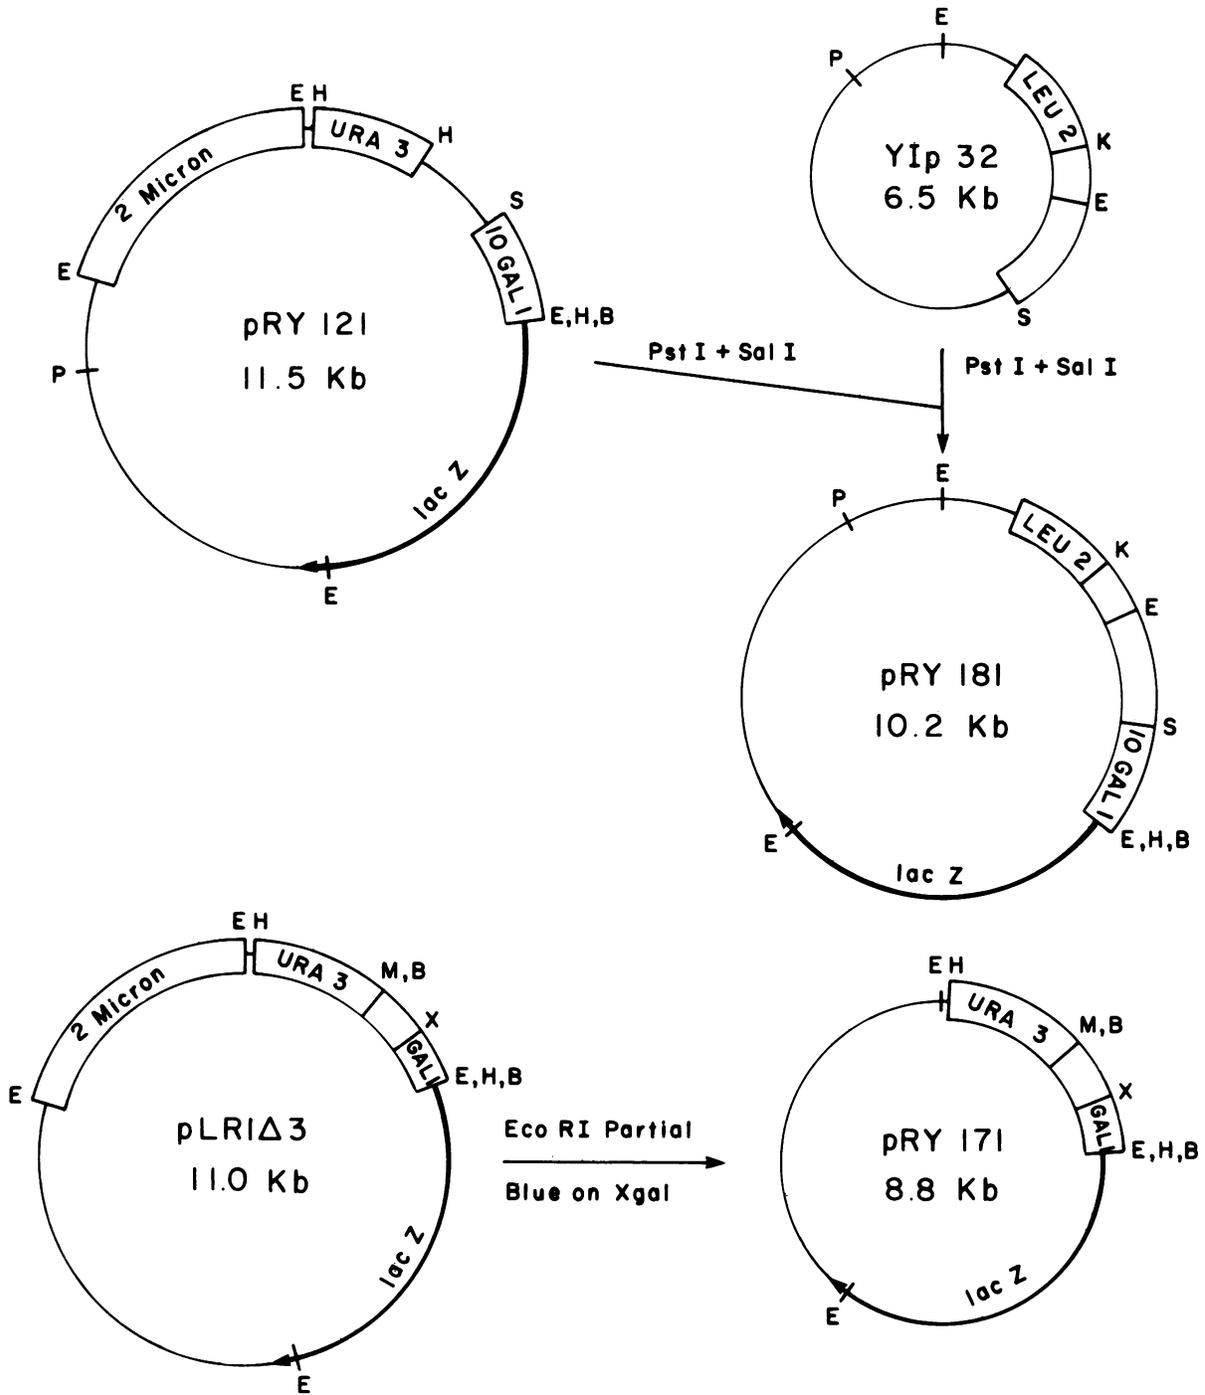 E H
URA 3
H
2 Micron
S
10 GAL 1
E
E,H,B
pRY 121
11.5 Kb
P
lac Z
E
E
P
LEU 2
K
YIp 32
6.5 Kb
E
S
Pst I + Sal I
Pst I + Sal I
E
P
LEU 2
K
E
pRY 181
10.2 Kb
S
10 GAL 1
E,H,B
E
lac Z
E H
URA 3
M,B
2 Micron
X
GAL 1
E
E,H,B
pLR1Δ3
11.0 Kb
lac Z
E
Eco RI Partial
Blue on Xgal
E H
URA 3
M,B
X
GAL 1
E,H,B
pRY 171
8.8 Kb
lac Z
E